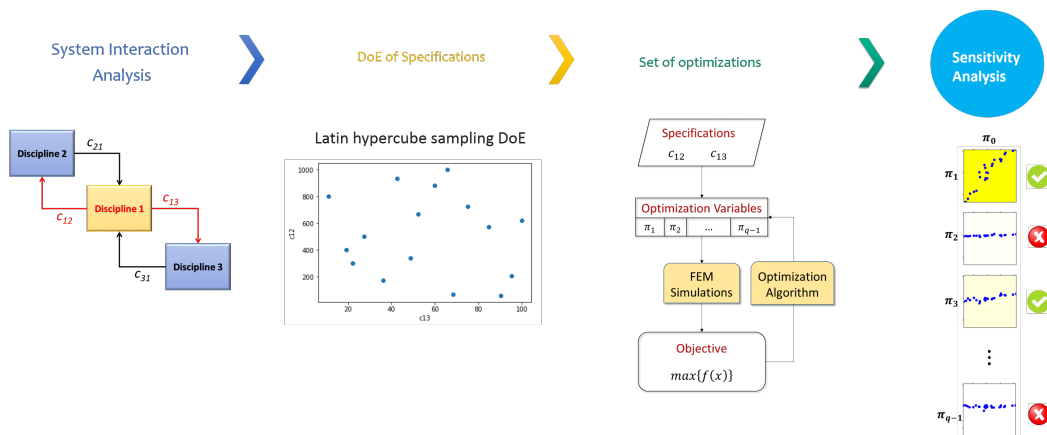 System Interaction
Analysis
DoE of Specifications
Set of optimizations
Sensitivity
Analysis
Discipline 2
c21
Discipline 1
c12
c13
c31
Discipline 3
Latin hypercube sampling DoE
1000
800
600
400
200
c12
20
40
60
80
100
c13
Specifications
c12 c13
Optimization Variables
π1 π2 ... πq−1
FEM
Simulations
Optimization
Algorithm
Objective
max{f(x)}
π0
π1
π2
π3
⋮
πq−1